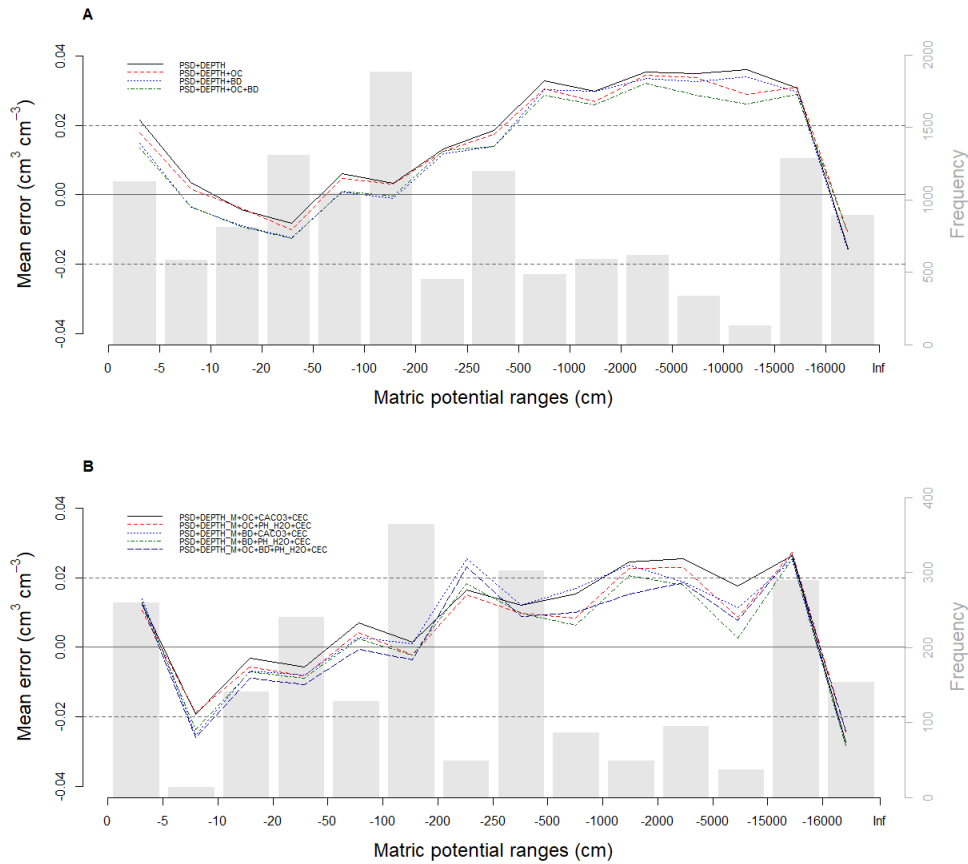 A
PSD+DEPTH
PSD+DEPTH+OC
PSD+DEPTH+BD
PSD+DEPTH+OC+BD
Mean error (cm³ cm⁻³)
0.04
0.02
0.00
-0.02
-0.04
2000
1500
1000
500
0
Frequency
0 -5 -10 -20 -50 -100 -200 -250 -500 -1000 -2000 -5000 -10000 -15000 -16000 Inf
Matric potential ranges (cm)
B
PSD+DEPTH_M+OC+CACO3+CEC
PSD+DEPTH_M+OC+PH_H2O+CEC
PSD+DEPTH_M+BD+CACO3+CEC
PSD+DEPTH_M+BD+PH_H2O+CEC
PSD+DEPTH_M+OC+BD+PH_H2O+CEC
Mean error (cm³ cm⁻³)
0.04
0.02
0.00
-0.02
-0.04
400
300
200
100
0
Frequency
0 -5 -10 -20 -50 -100 -200 -250 -500 -1000 -2000 -5000 -15000 -16000 Inf
Matric potential ranges (cm)